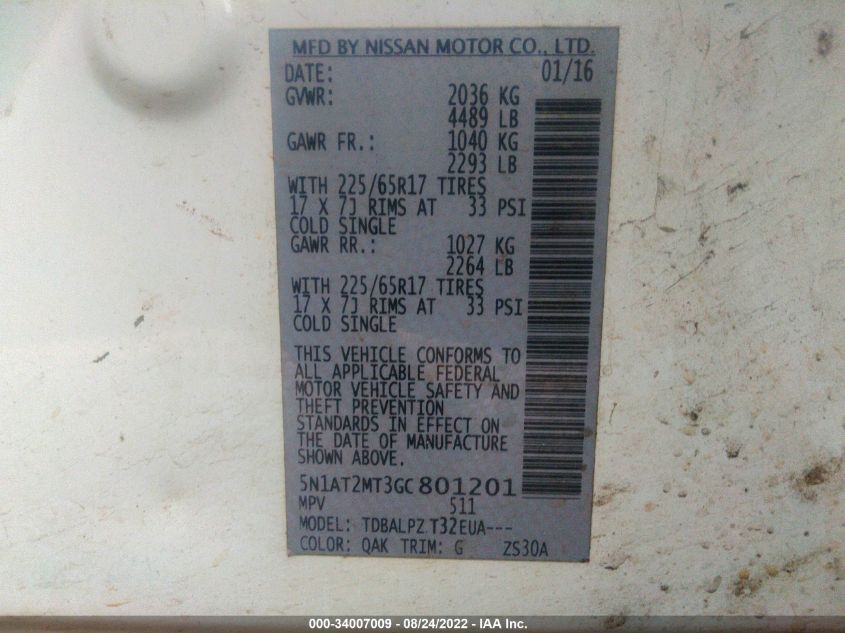 MFD BY NISSAN MOTOR CO., LTD.
DATE: 01/16
GVWR: 2036 KG
4489 LB
GAWR FR.: 1040 KG
2293 LB
WITH 225/65R17 TIRES
17 X 7J RIMS AT 33 PSI
COLD SINGLE
GAWR RR.: 1027 KG
2264 LB
WITH 225/65R17 TIRES
17 X 7J RIMS AT 33 PSI
COLD SINGLE
THIS VEHICLE CONFORMS TO
ALL APPLICABLE FEDERAL
MOTOR VEHICLE SAFETY AND
THEFT PREVENTION
STANDARDS IN EFFECT ON
THE DATE OF MANUFACTURE
SHOWN ABOVE.
5N1AT2MT3GC801201
MPV 511
MODEL: TDBALPZ T32EUA---
COLOR: QAK TRIM: G ZS30A
000-34007009 - 08/24/2022 - IAA Inc.